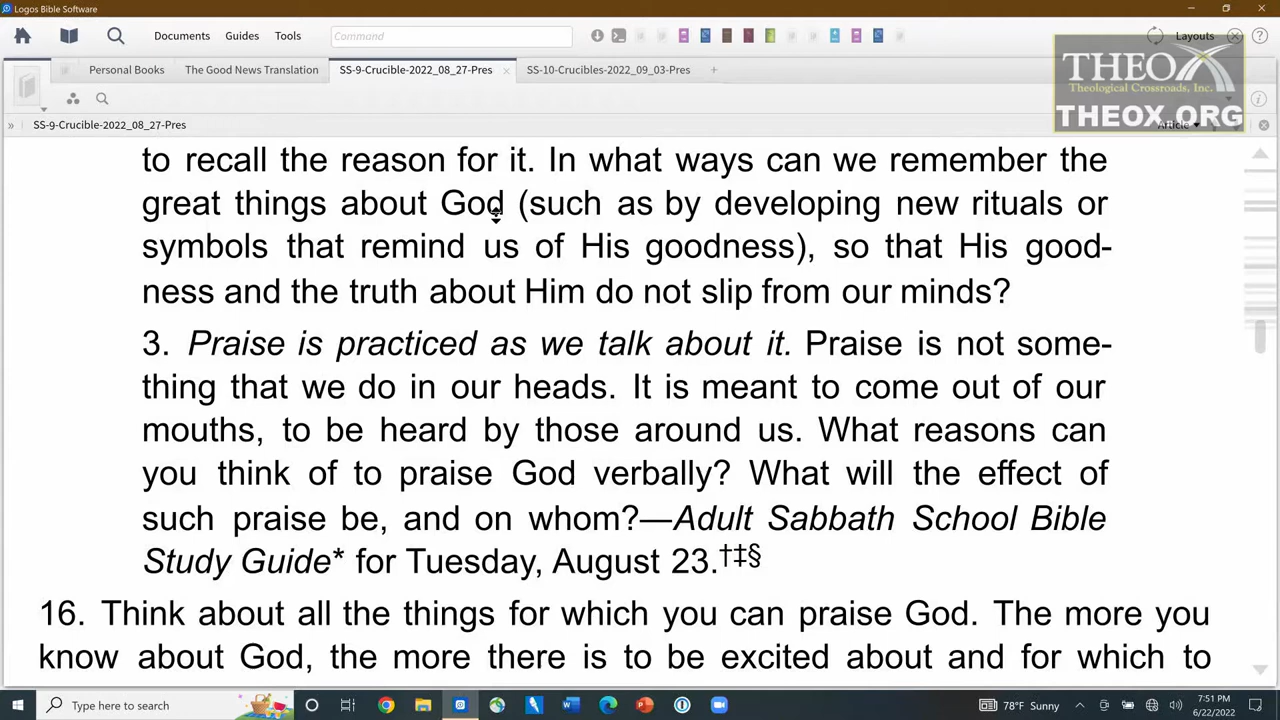 Logos Bible Software
Documents Guides Tools Command Layouts
THEOX
Theological Crossroads, Inc.
THEOX.ORG
Personal Books The Good News Translation SS-9-Crucible-2022_08_27-Pres SS-10-Crucibles-2022_09_03-Pres
SS-9-Crucible-2022_08_27-Pres Article
to recall the reason for it. In what ways can we remember the
great things about God (such as by developing new rituals or
symbols that remind us of His goodness), so that His good-
ness and the truth about Him do not slip from our minds?
3. Praise is practiced as we talk about it. Praise is not some-
thing that we do in our heads. It is meant to come out of our
mouths, to be heard by those around us. What reasons can
you think of to praise God verbally? What will the effect of
such praise be, and on whom?—Adult Sabbath School Bible
Study Guide* for Tuesday, August 23.†‡§
16. Think about all the things for which you can praise God. The more you
know about God, the more there is to be excited about and for which to
Type here to search
78°F Sunny
7:51 PM
6/22/2022